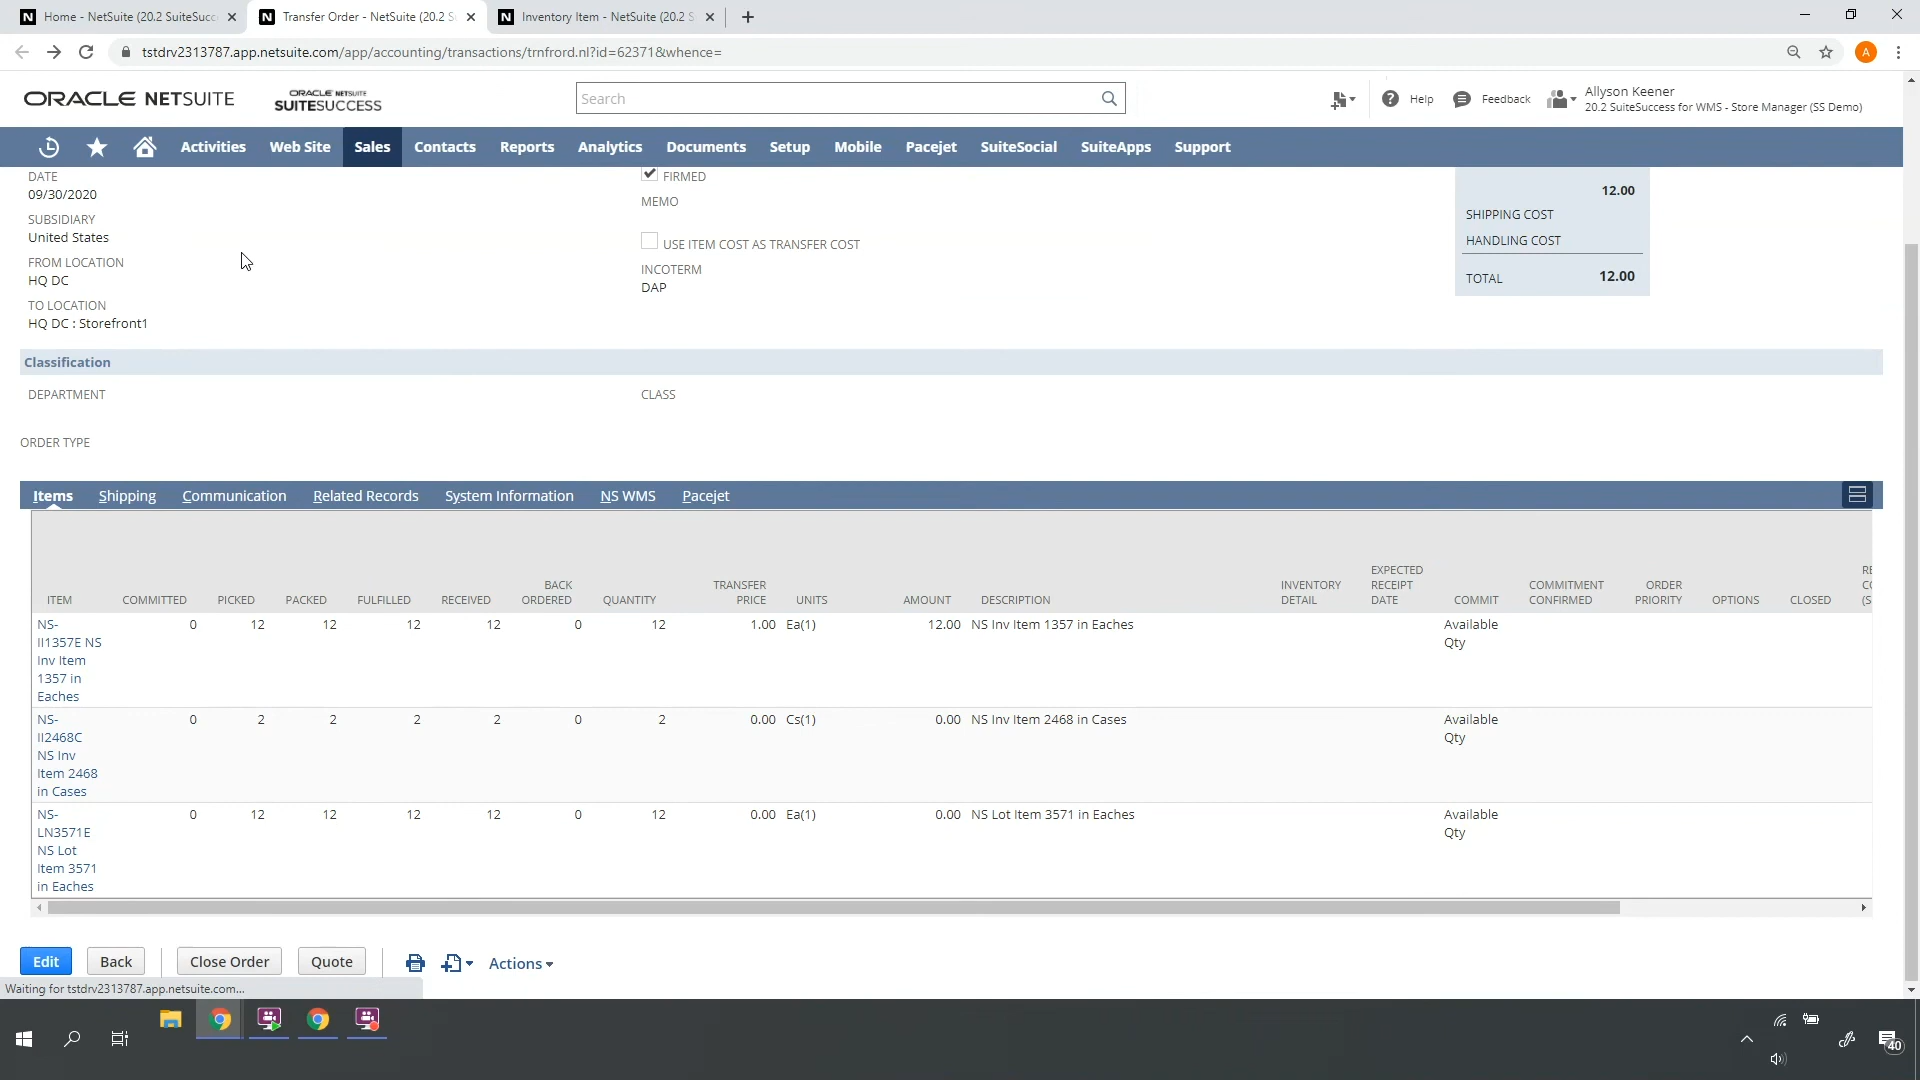 Home - NetSuite (20.2 SuiteSucc
Transfer Order - NetSuite (20.2 S
Inventory Item - NetSuite (20.2 S
tstdrv2313787.app.netsuite.com/app/accounting/transactions/trnfrord.nl?id=62371&whence=
A
ORACLE NETSUITE
ORACLE NETSUITE
SUITESUCCESS
Search
Help
Feedback
Allyson Keener
20.2 SuiteSuccess for WMS - Store Manager (SS Demo)
Activities Web Site Sales Contacts Reports Analytics Documents Setup Mobile Pacejet SuiteSocial SuiteApps Support
DATE
09/30/2020
SUBSIDIARY
United States
FROM LOCATION
HQ DC
TO LOCATION
HQ DC : Storefront1
FIRMED
MEMO
USE ITEM COST AS TRANSFER COST
INCOTERM
DAP
12.00
SHIPPING COST
HANDLING COST
TOTAL 12.00
Classification
DEPARTMENT CLASS
ORDER TYPE
Items Shipping Communication Related Records System Information NS WMS Pacejet
ITEM COMMITTED PICKED PACKED FULFILLED RECEIVED BACK ORDERED QUANTITY TRANSFER PRICE UNITS AMOUNT DESCRIPTION INVENTORY DETAIL EXPECTED RECEIPT DATE COMMIT COMMITMENT CONFIRMED ORDER PRIORITY OPTIONS CLOSED RE CO (S
NS- 0 12 12 12 12 0 12 1.00 Ea(1) 12.00 NS Inv Item 1357 in Eaches Available
II1357E NS Qty
Inv Item
1357 in
Eaches
NS- 0 2 2 2 2 0 2 0.00 Cs(1) 0.00 NS Inv Item 2468 in Cases Available
II2468C Qty
NS Inv
Item 2468
in Cases
NS- 0 12 12 12 12 0 12 0.00 Ea(1) 0.00 NS Lot Item 3571 in Eaches Available
LN3571E Qty
NS Lot
Item 3571
in Eaches
Edit Back Close Order Quote Actions
Waiting for tstdrv2313787.app.netsuite.com...
40